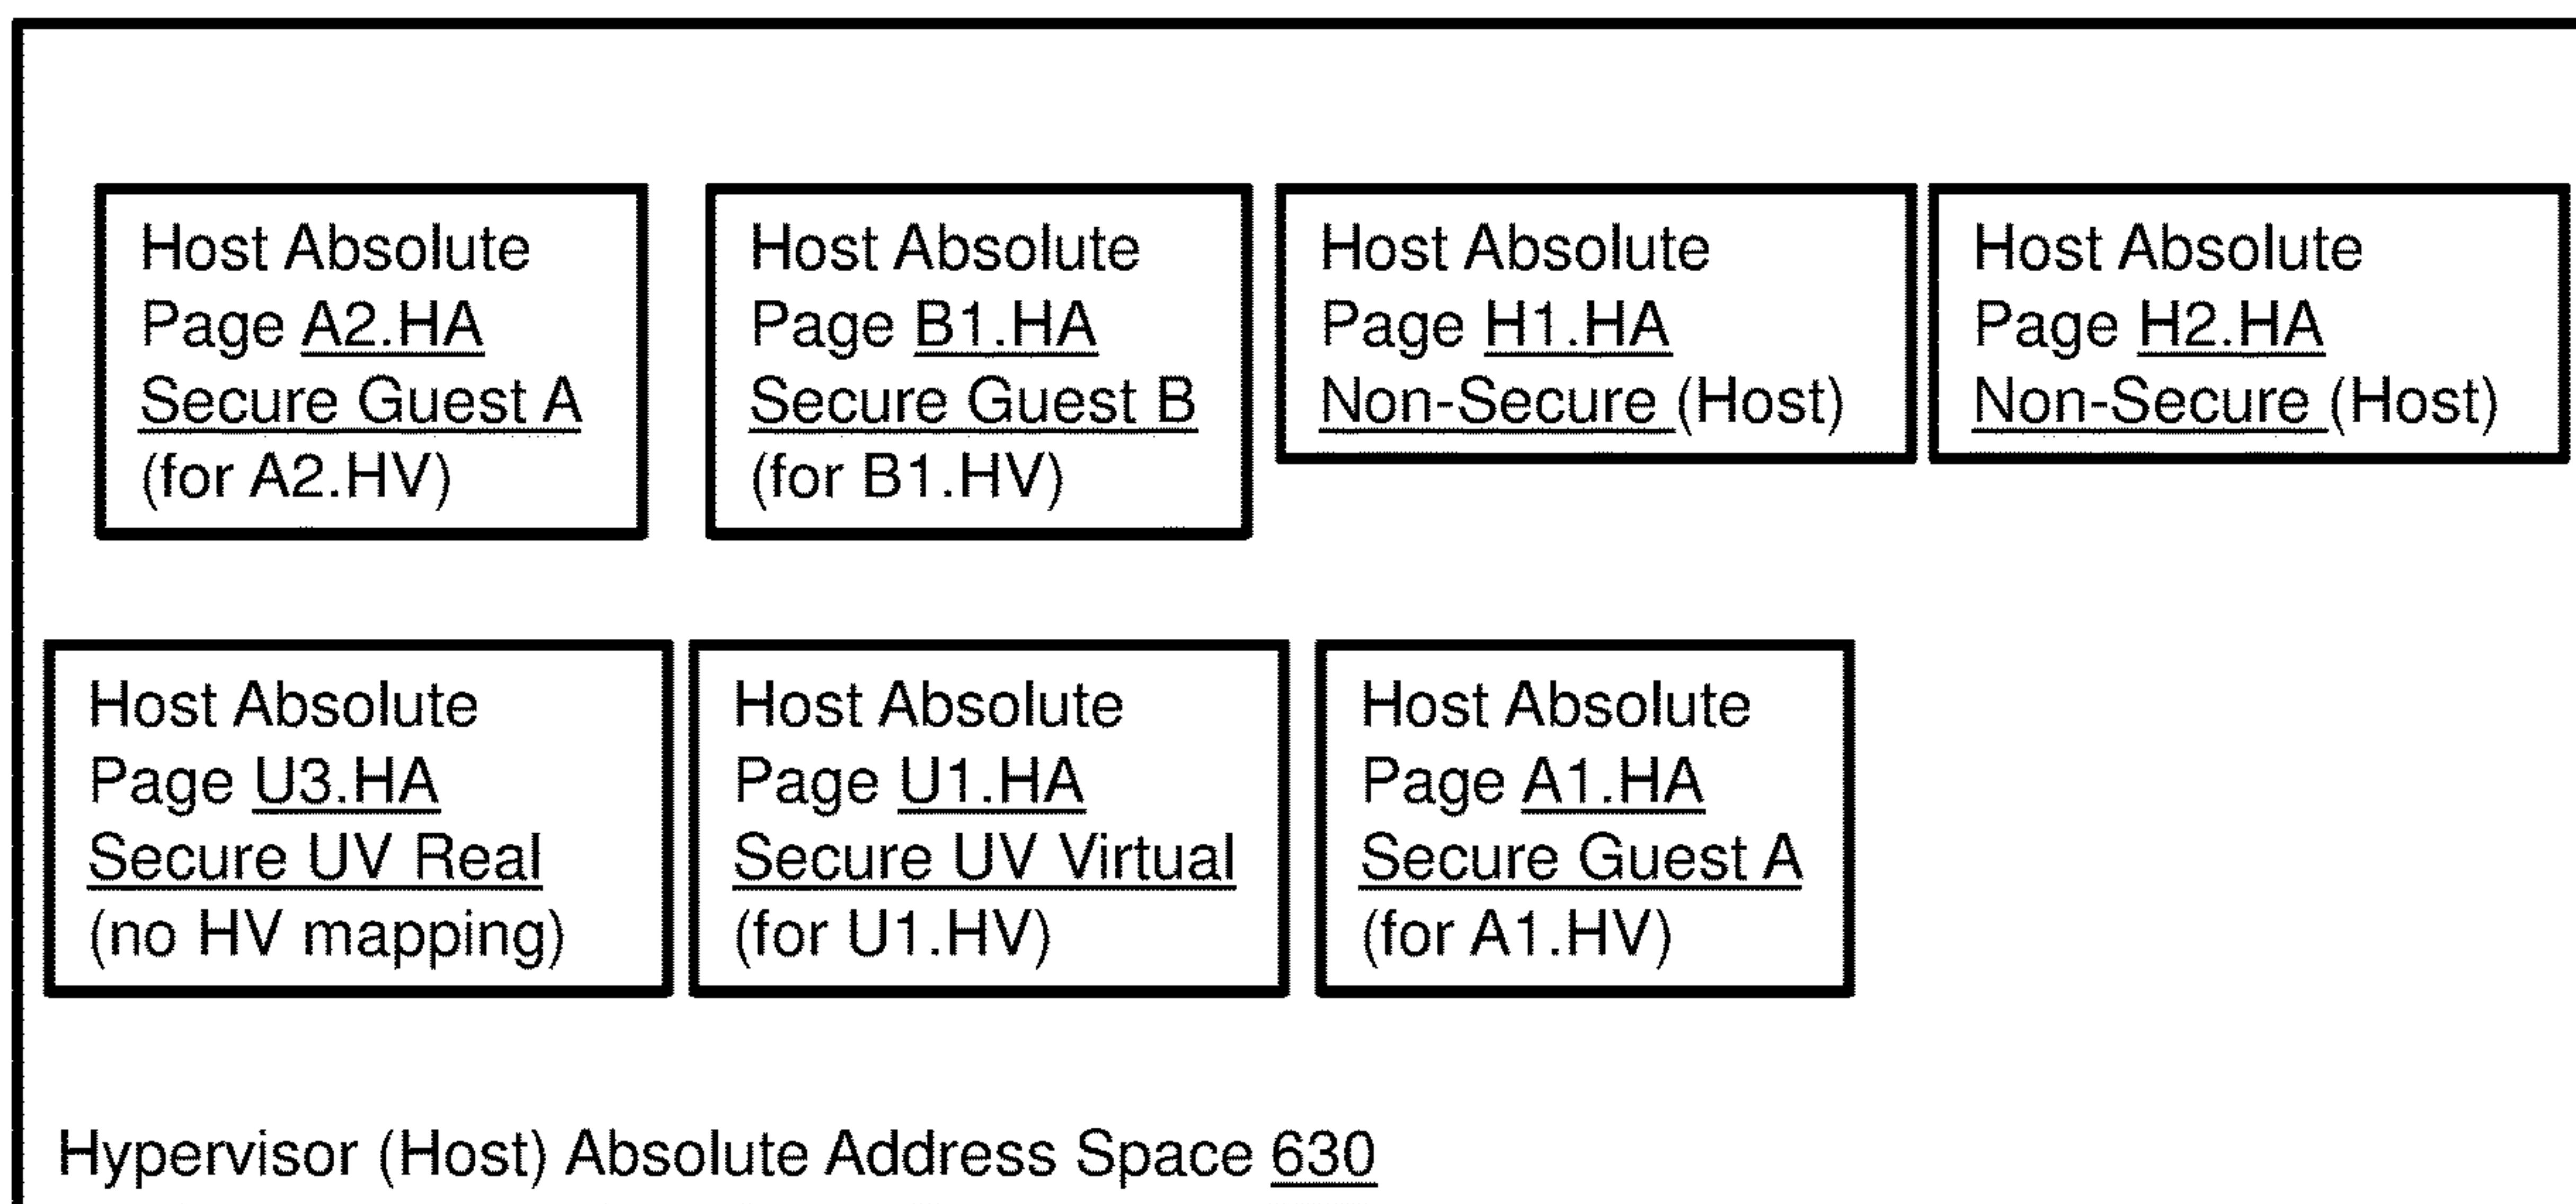 Host Absolute
Page A2.HA
Secure Guest A
(for A2.HV)
Host Absolute
Page B1.HA
Secure Guest B
(for B1.HV)
Host Absolute
Page H1.HA
Non-Secure (Host)
Host Absolute
Page H2.HA
Non-Secure (Host)
Host Absolute
Page U3.HA
Secure UV Real
(no HV mapping)
Host Absolute
Page U1.HA
Secure UV Virtual
(for U1.HV)
Host Absolute
Page A1.HA
Secure Guest A
(for A1.HV)
Hypervisor (Host) Absolute Address Space 630